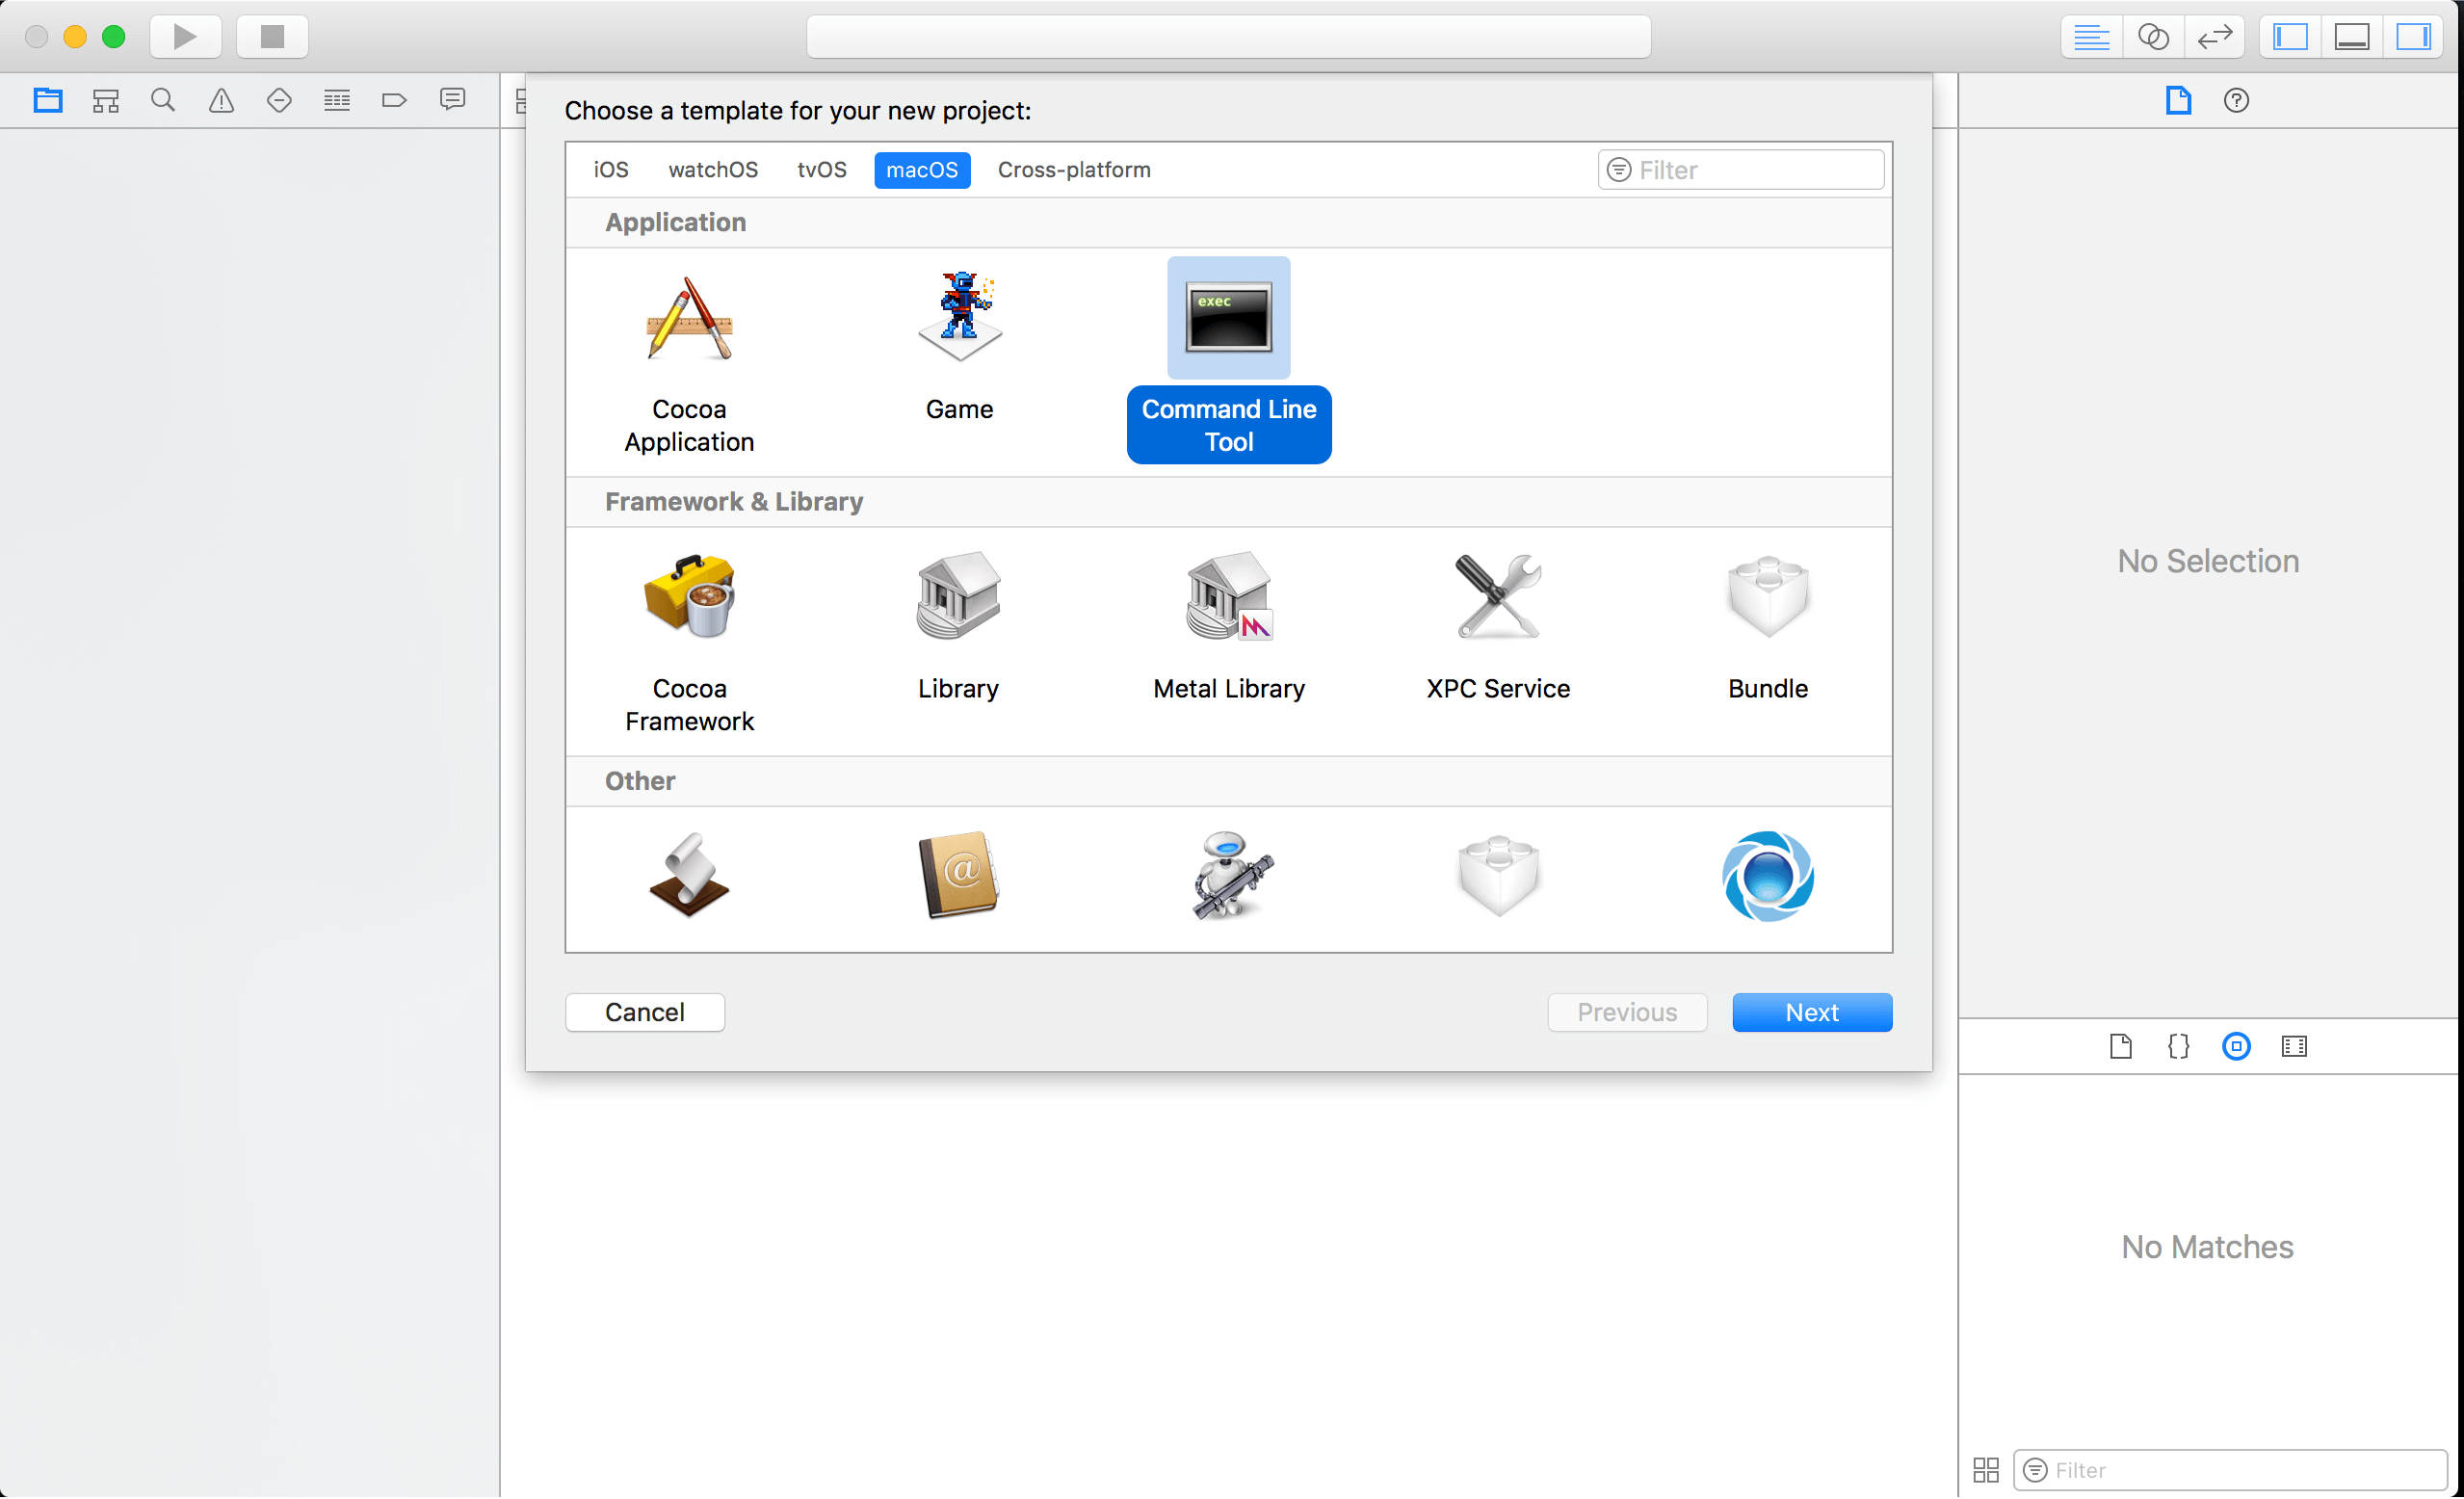 Choose a template for your new project:
iOS
watchOS
tvOS
macOS
Cross-platform
Filter
Application
exec
Cocoa
Application
Game
Command Line
Tool
Framework & Library
Cocoa
Framework
Library
Metal Library
XPC Service
Bundle
Other
@
Cancel
Previous
Next
No Selection
{}
No Matches
Filter